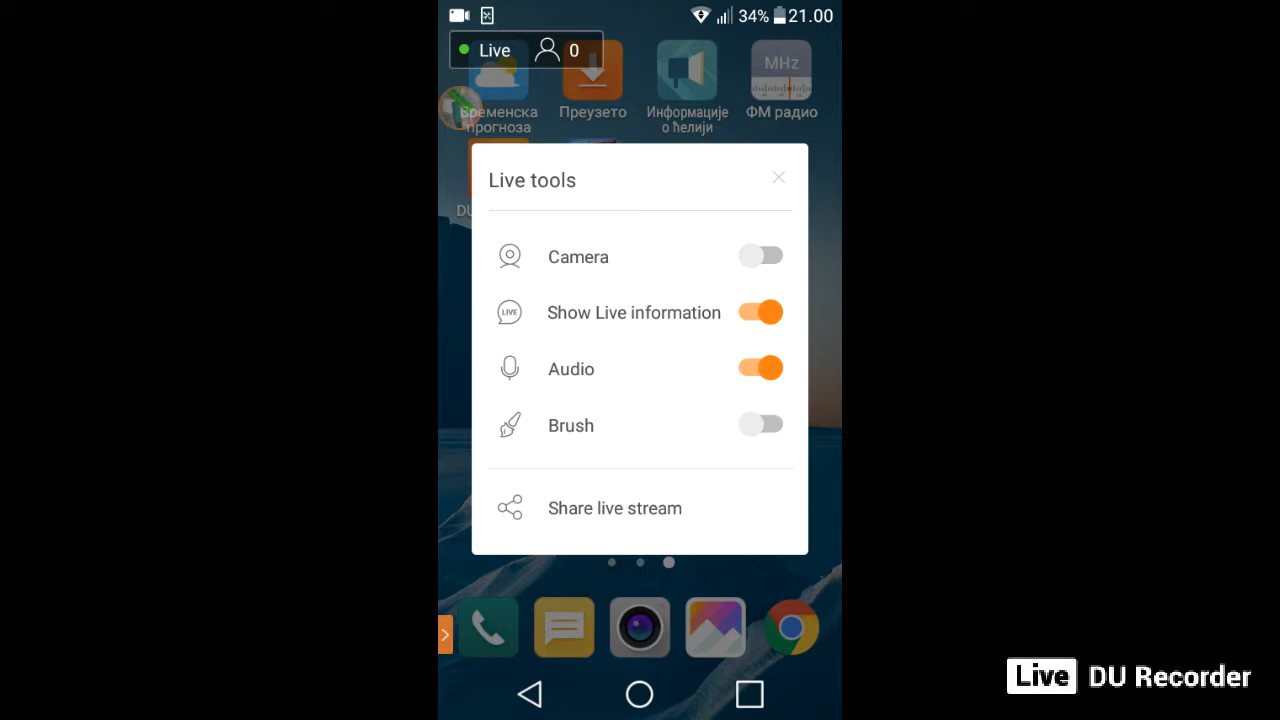 34% 21.00
Live 0
MHz
Временска
прогноза
Преузето
Информације
о ћелији
ФМ радио
DU
Live tools
Camera
LIVE
Show Live information
Audio
Brush
Share live stream
Live DU Recorder